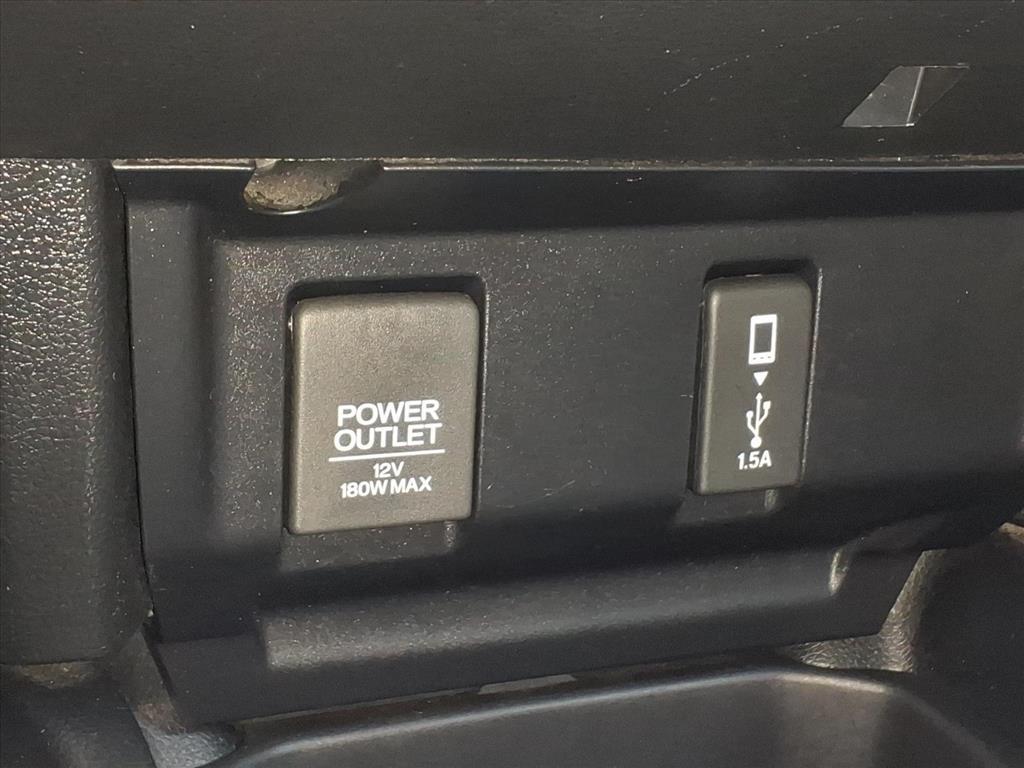 POWER
OUTLET
12V
180W MAX
1.5A